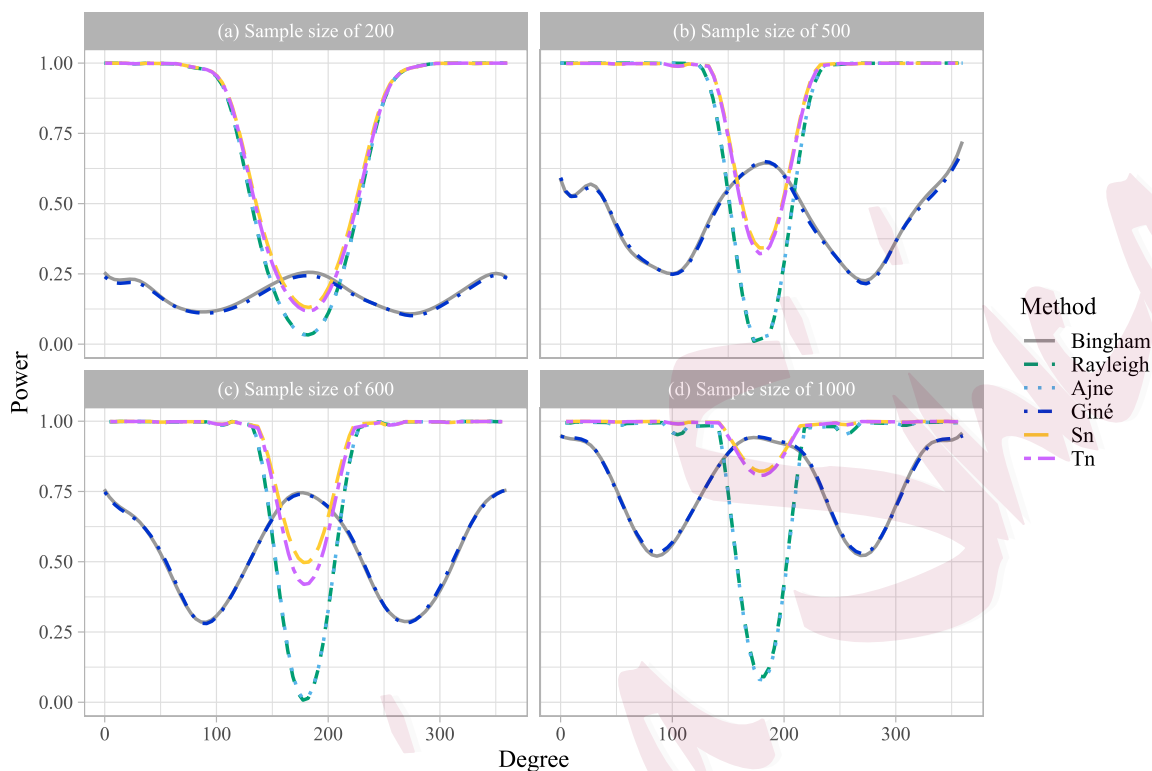 (a) Sample size of 200
(b) Sample size of 500
1.00
0.75
0.50
0.25
0.00
(c) Sample size of 600
(d) Sample size of 1000
1.00
0.75
0.50
0.25
0.00
0 100 200 300
0 100 200 300
Power
Degree
Method
Bingham
Rayleigh
Ajne
Giné
Sn
Tn